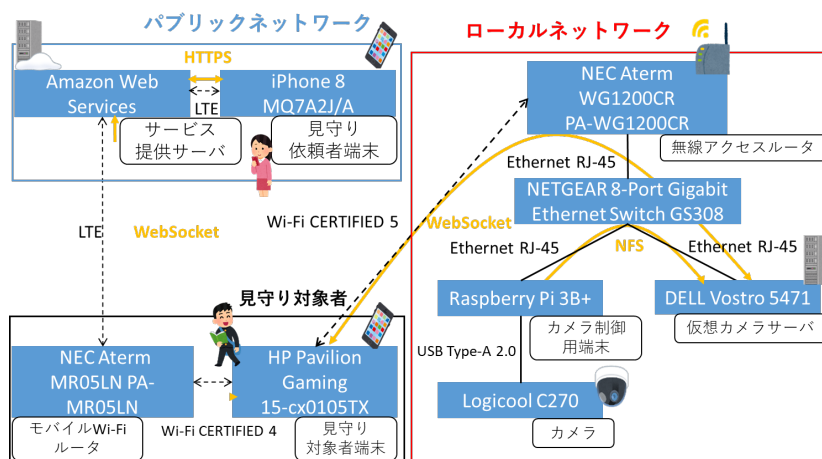 パブリックネットワーク
HTTPS
Amazon Web
Services
LTE
iPhone 8
MQ7A2J/A
サービス
提供サーバ
見守り
依頼者端末
LTE
WebSocket
Wi-Fi CERTIFIED 5
見守り対象者
NEC Aterm
MR05LN PA-
MR05LN
モバイルWi-Fi
ルータ
Wi-Fi CERTIFIED 4
HP Pavilion
Gaming
15-cx0105TX
見守り
対象者端末
ローカルネットワーク
NEC Aterm
WG1200CR
PA-WG1200CR
無線アクセスルータ
Ethernet RJ-45
NETGEAR 8-Port Gigabit
Ethernet Switch GS308
WebSocket
Ethernet RJ-45
NFS
Ethernet RJ-45
Raspberry Pi 3B+
カメラ制御
用端末
DELL Vostro 5471
仮想カメラサーバ
USB Type-A 2.0
Logicool C270
カメラ